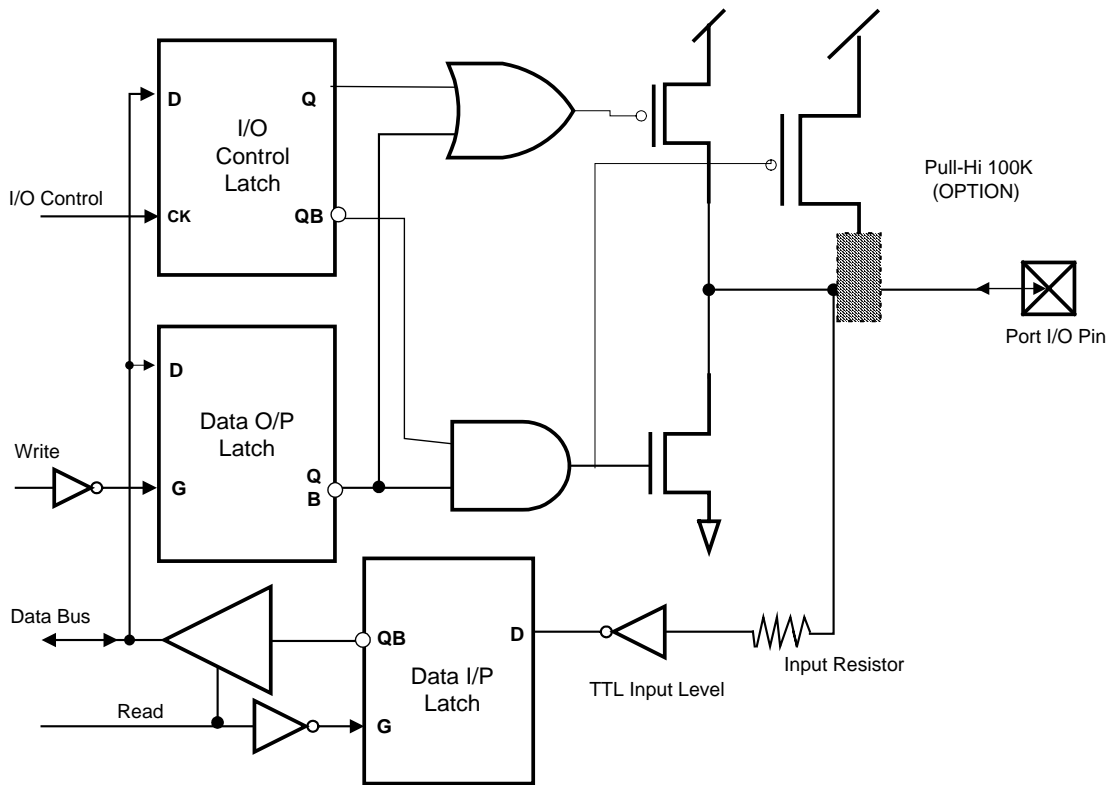 D
Q
I/O
Control
Latch
I/O Control
CK
QB
Pull-Hi 100K
(OPTION)
Port I/O Pin
D
Data O/P
Latch
Write
G
Q
B
Data Bus
QB
D
Data I/P
Latch
TTL Input Level
Input Resistor
Read
G